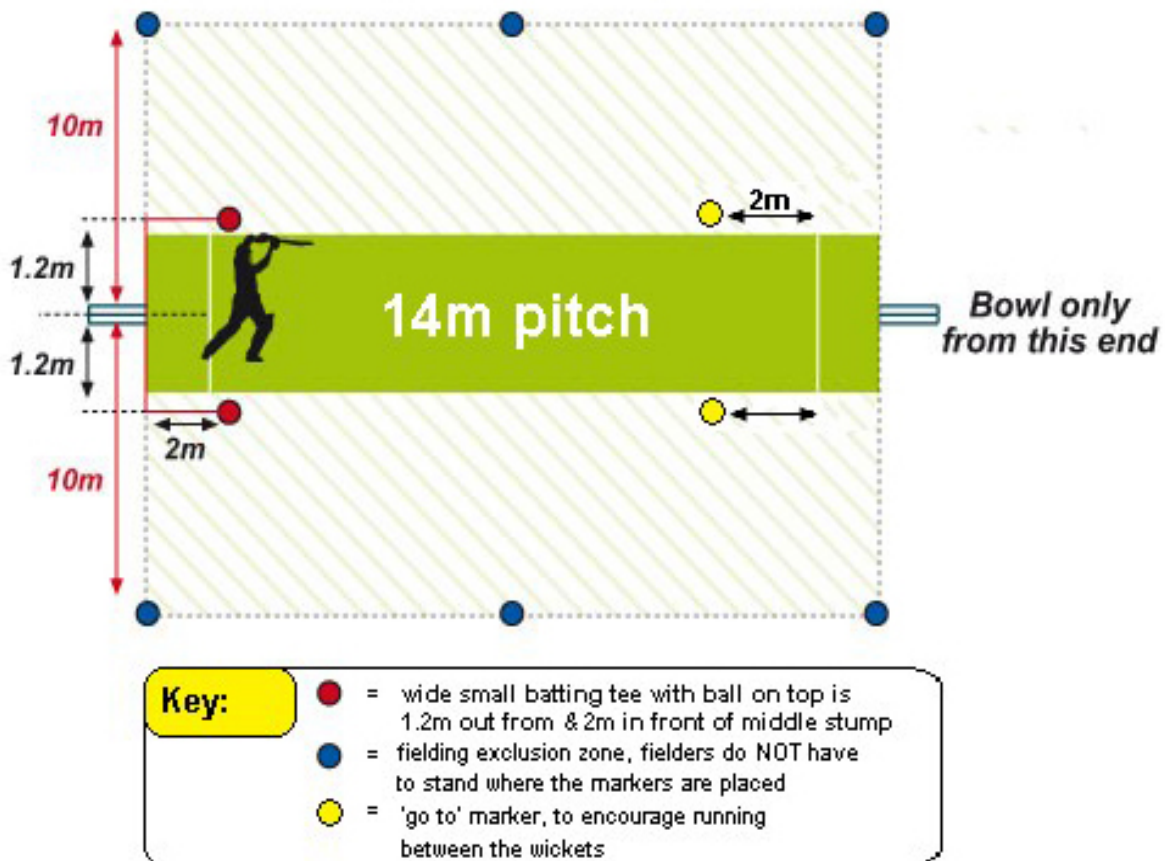 10m
2m
1.2m
14m pitch
Bowl only
from this end
1.2m
2m
10m
Key:
= wide small batting tee with ball on top is
1.2m out from & 2m in front of middle stump
= fielding exclusion zone, fielders do NOT have
to stand where the markers are placed
= 'go to' marker, to encourage running
between the wickets